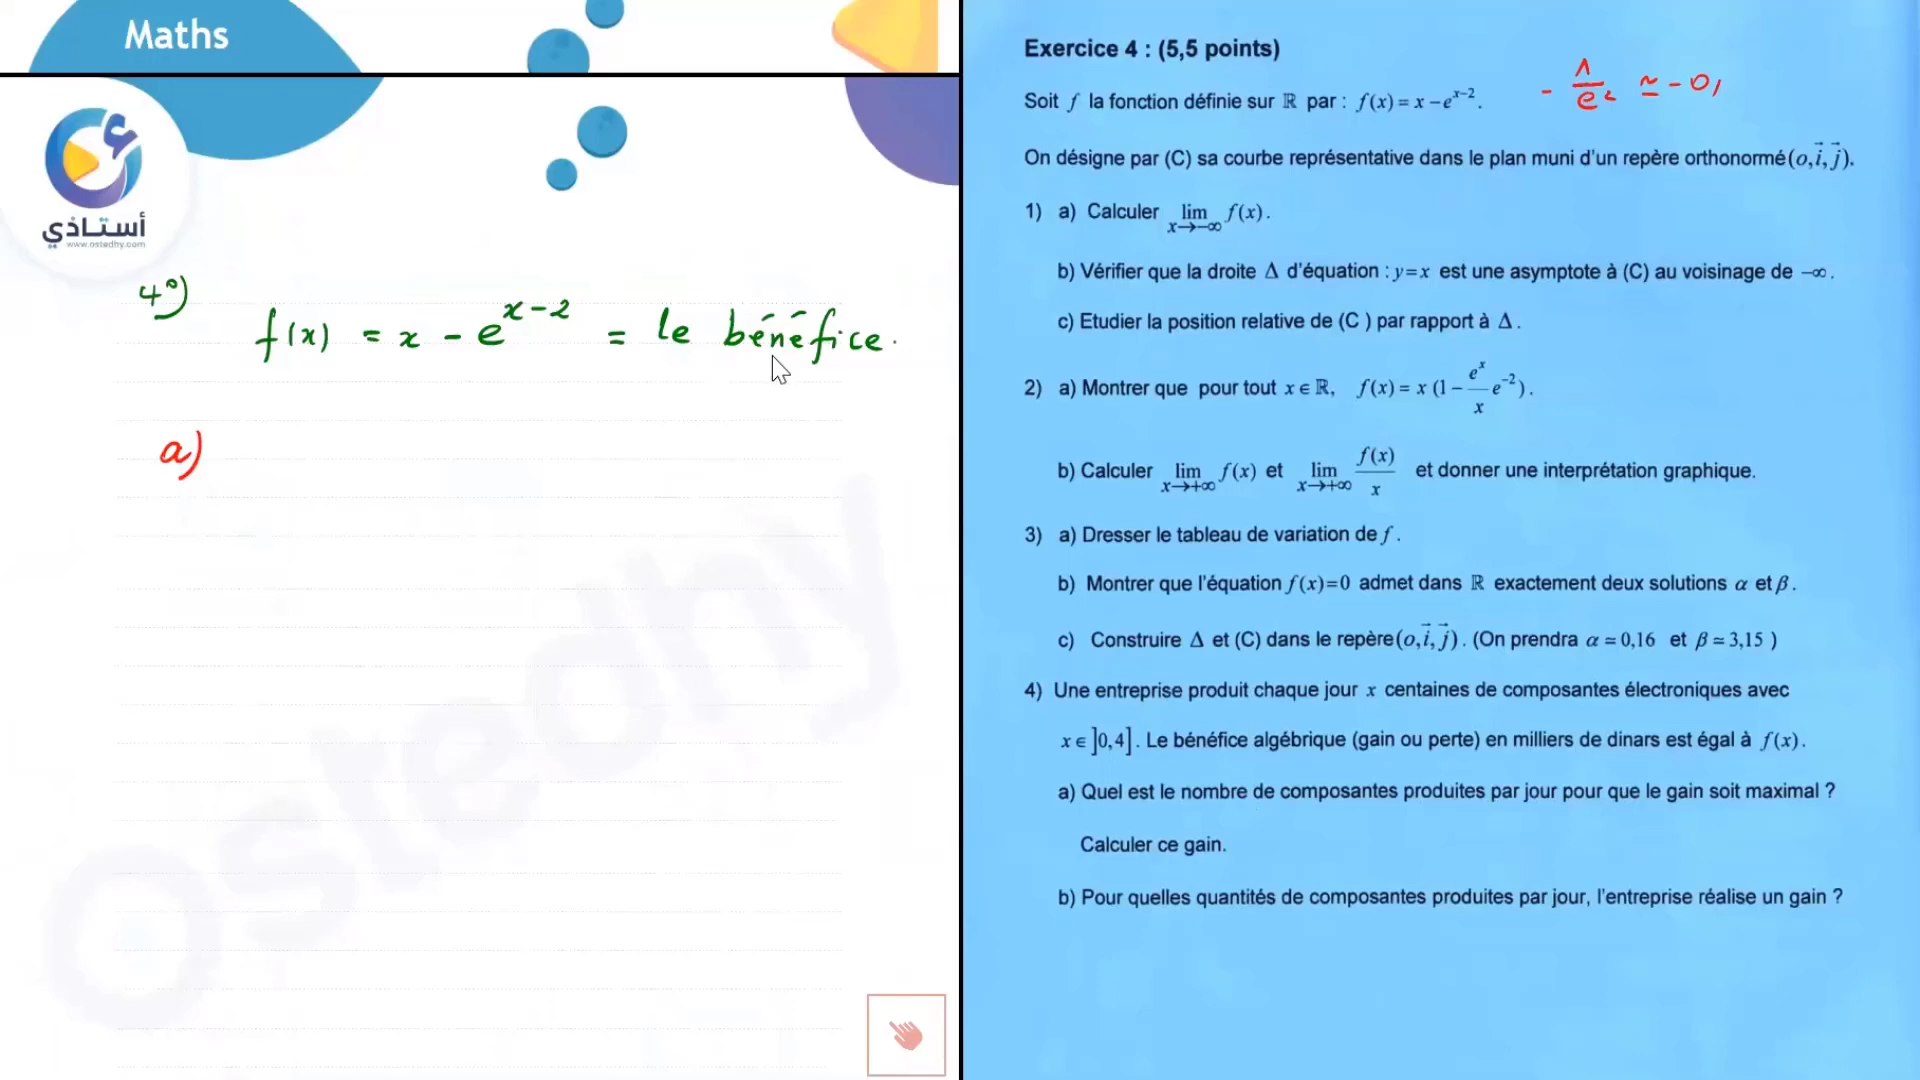 Maths
أستاذي
www.ostedhy.com
4°)
f(x) = x - e^{x-2} = le bénéfice.
a)
Ostedhy
Exercice 4 : (5,5 points)
- 1/e² ≃ - 0,
Soit f la fonction définie sur ℝ par : f(x) = x - e^{x-2}.
On désigne par (C) sa courbe représentative dans le plan muni d'un repère orthonormé (o, i⃗, j⃗).
1) a) Calculer lim_{x→-∞} f(x).
b) Vérifier que la droite Δ d'équation : y = x est une asymptote à (C) au voisinage de -∞.
c) Etudier la position relative de (C ) par rapport à Δ.
2) a) Montrer que pour tout x ∈ ℝ, f(x) = x (1 - e^x/x e^{-2}).
b) Calculer lim_{x→+∞} f(x) et lim_{x→+∞} f(x)/x et donner une interprétation graphique.
3) a) Dresser le tableau de variation de f.
b) Montrer que l'équation f(x)=0 admet dans ℝ exactement deux solutions α et β.
c) Construire Δ et (C) dans le repère (o, i⃗, j⃗). (On prendra α ≃ 0,16 et β ≃ 3,15 )
4) Une entreprise produit chaque jour x centaines de composantes électroniques avec
x ∈ ]0,4]. Le bénéfice algébrique (gain ou perte) en milliers de dinars est égal à f(x).
a) Quel est le nombre de composantes produites par jour pour que le gain soit maximal ?
Calculer ce gain.
b) Pour quelles quantités de composantes produites par jour, l'entreprise réalise un gain ?